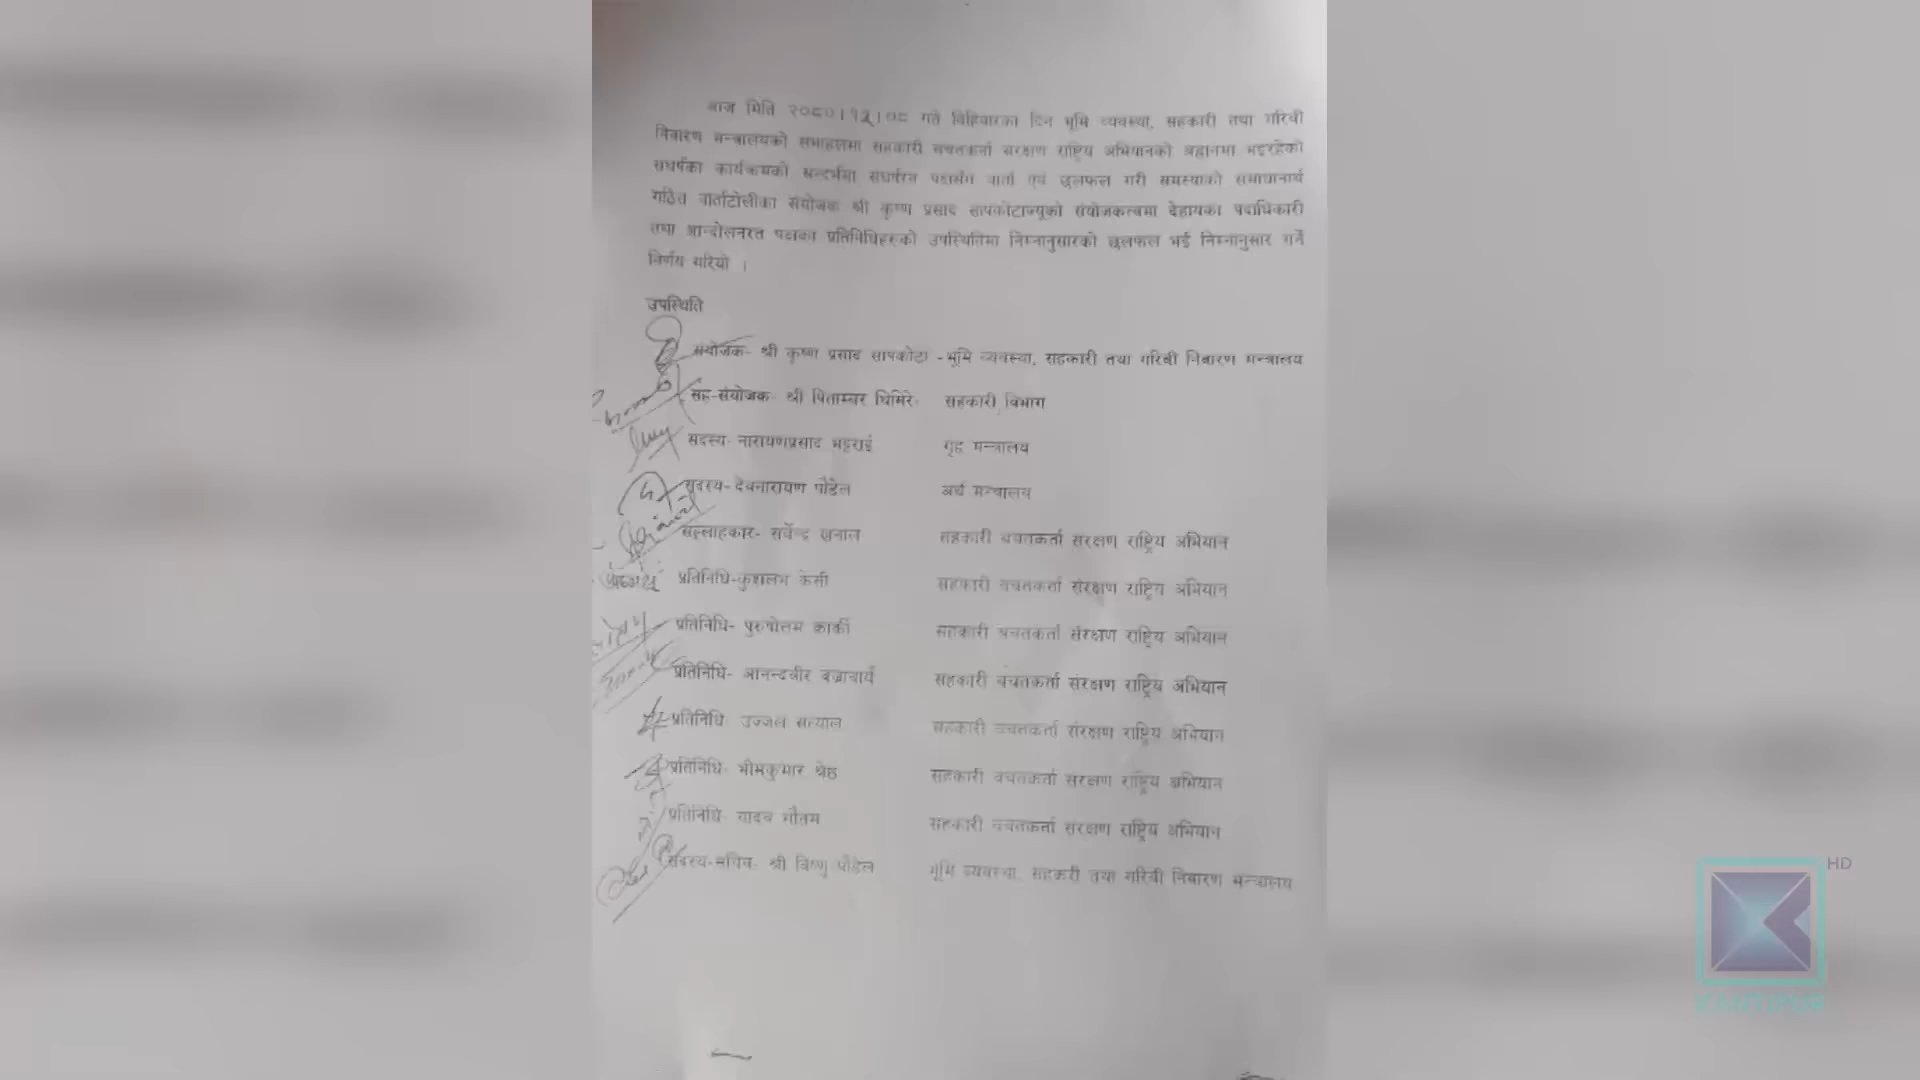 आज मिति २०८०।१२।०८ गते बिहिवारका दिन भूमि व्यवस्था, सहकारी तथा गरिवी
निवारण मन्त्रालयको सभाहलमा सहकारी बचतकर्ता संरक्षण राष्ट्रिय अभियानको अह्वानमा भइरहेको
संघर्षका कार्यक्रमको सन्दर्भमा संघर्षरत पक्षसँग वार्ता एवं छलफल गरी समस्याको समाधानार्थ
गठित वार्ताटोलीका संयोजक श्री कृष्ण प्रसाद सापकोटाज्यूको संयोजकत्वमा देहायका पदाधिकारी
तथा आन्दोलनरत पक्षका प्रतिनिधिहरुको उपस्थितिमा निम्नानुसारको छलफल भई निम्नानुसार गर्ने
निर्णय गरियो ।
उपस्थिति
संयोजक- श्री कृष्ण प्रसाद सापकोटा - भूमि व्यवस्था, सहकारी तथा गरिबी निबारण मन्त्रालय
सह-संयोजक- श्री पिताम्बर घिमिरे- सहकारी विभाग
सदस्य- नारायणप्रसाद भट्टराई गृह मन्त्रालय
सदस्य- देवनारायण पौडेल अर्थ मन्त्रालय
सल्लाहकार- खनाल सहकारी बचतकर्ता संरक्षण राष्ट्रिय अभियान
प्रतिनिधि-कुशलभ केसी सहकारी बचतकर्ता संरक्षण राष्ट्रिय अभियान
प्रतिनिधि- पुरुषोतम कार्की सहकारी बचतकर्ता संरक्षण राष्ट्रिय अभियान
प्रतिनिधि- आनन्दवीर बज्राचार्य सहकारी बचतकर्ता संरक्षण राष्ट्रिय अभियान
प्रतिनिधि- उज्जल सत्याल सहकारी बचतकर्ता संरक्षण राष्ट्रिय अभियान
प्रतिनिधि- भीमकुमार श्रेष्ठ सहकारी बचतकर्ता संरक्षण राष्ट्रिय अभियान
प्रतिनिधि- यादव गौतम सहकारी बचतकर्ता संरक्षण राष्ट्रिय अभियान
सदस्य-सचिव- श्री विष्णु पौडेल भूमि व्यवस्था, सहकारी तथा गरिवी निबारण मन्त्रालय
HD
KANTIPUR